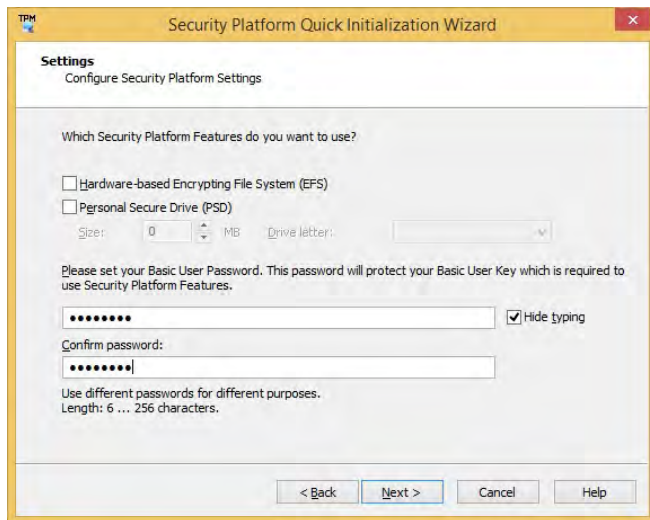 TPM
Security Platform Quick Initialization Wizard
Settings
Configure Security Platform Settings
Which Security Platform Features do you want to use?
Hardware-based Encrypting File System (EFS)
Personal Secure Drive (PSD)
Size: 0 MB Drive letter:
Please set your Basic User Password. This password will protect your Basic User Key which is required to
use Security Platform Features.
●●●●●●●● Hide typing
Confirm password:
●●●●●●●●
Use different passwords for different purposes.
Length: 6 ... 256 characters.
< Back Next > Cancel Help